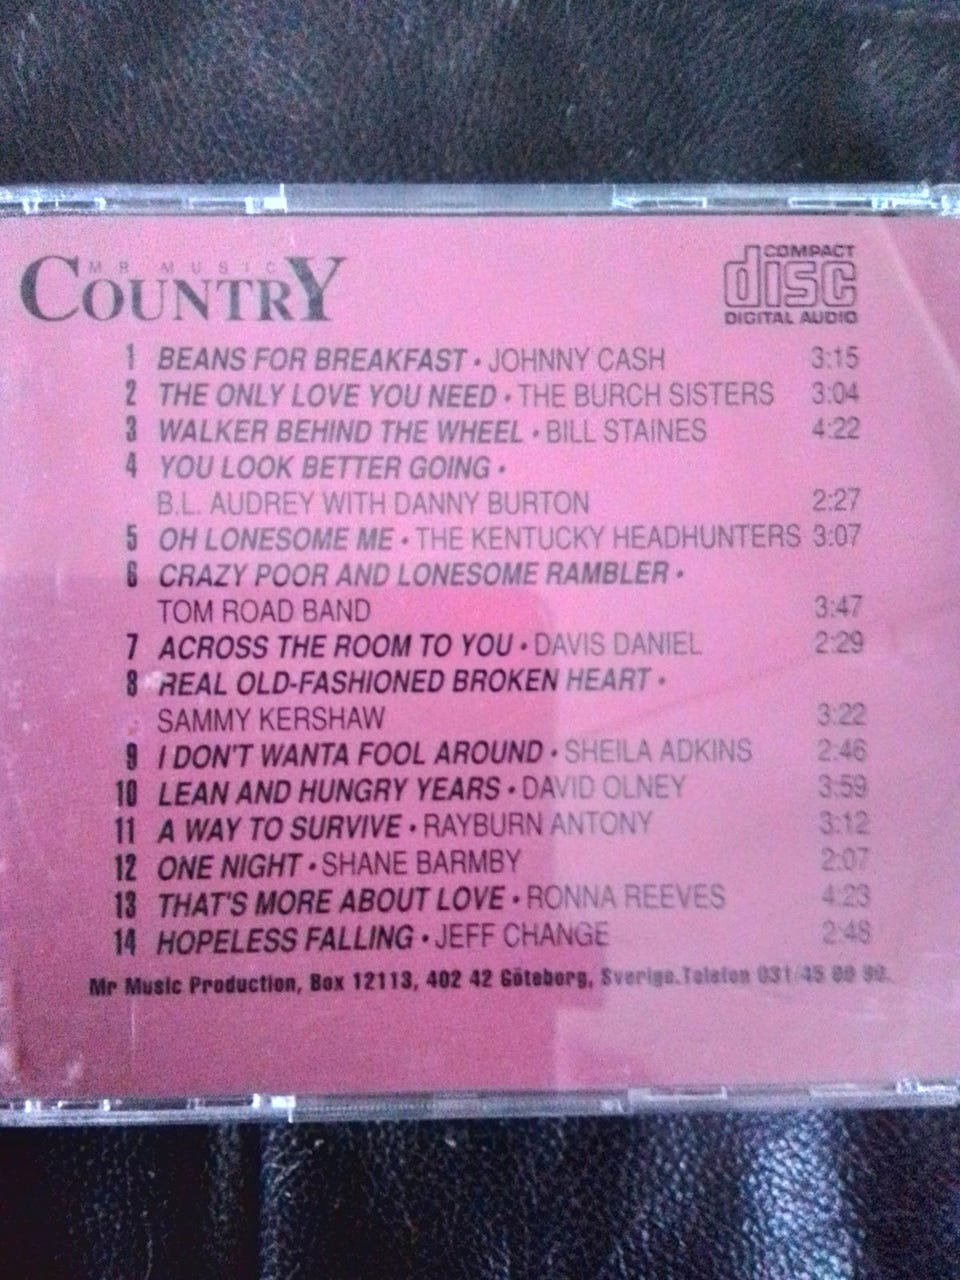 MR MUSIC
COUNTRY
COMPACT
disc
DIGITAL AUDIO
1 BEANS FOR BREAKFAST • JOHNNY CASH 3:15
2 THE ONLY LOVE YOU NEED • THE BURCH SISTERS 3:04
3 WALKER BEHIND THE WHEEL • BILL STAINES 4:22
4 YOU LOOK BETTER GOING •
B.L. AUDREY WITH DANNY BURTON 2:27
5 OH LONESOME ME • THE KENTUCKY HEADHUNTERS 3:07
6 CRAZY POOR AND LONESOME RAMBLER •
TOM ROAD BAND 3:47
7 ACROSS THE ROOM TO YOU • DAVIS DANIEL 2:29
8 REAL OLD-FASHIONED BROKEN HEART •
SAMMY KERSHAW 3:22
9 I DON'T WANTA FOOL AROUND • SHEILA ADKINS 2:46
10 LEAN AND HUNGRY YEARS • DAVID OLNEY 3:59
11 A WAY TO SURVIVE • RAYBURN ANTONY 3:12
12 ONE NIGHT • SHANE BARMBY 2:07
13 THAT'S MORE ABOUT LOVE • RONNA REEVES 4:23
14 HOPELESS FALLING • JEFF CHANGE 2:48
Mr Music Production, Box 12113, 402 42 Göteborg, Sverige. Telefon 031/45